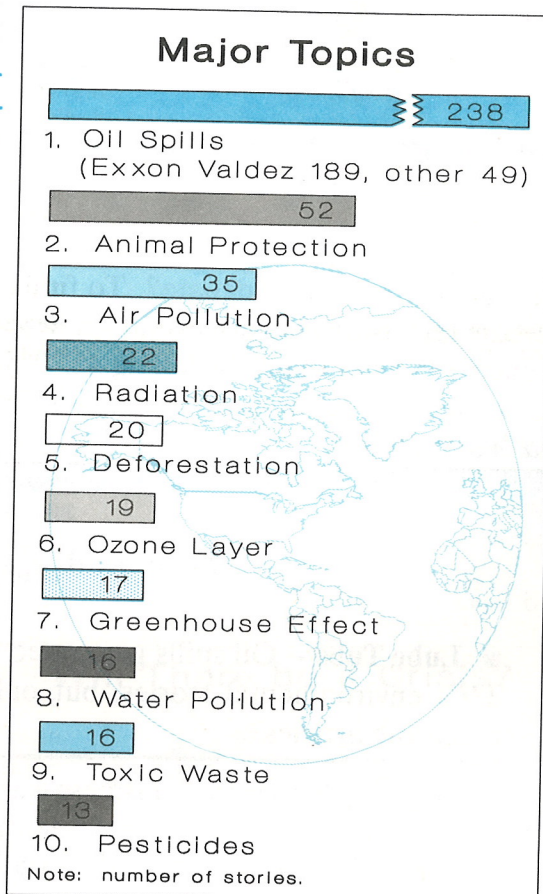 Major Topics
238
1. Oil Spills
(Exxon Valdez 189, other 49)
52
2. Animal Protection
35
3. Air Pollution
22
4. Radiation
20
5. Deforestation
19
6. Ozone Layer
17
7. Greenhouse Effect
16
8. Water Pollution
16
9. Toxic Waste
13
10. Pesticides
Note: number of stories.